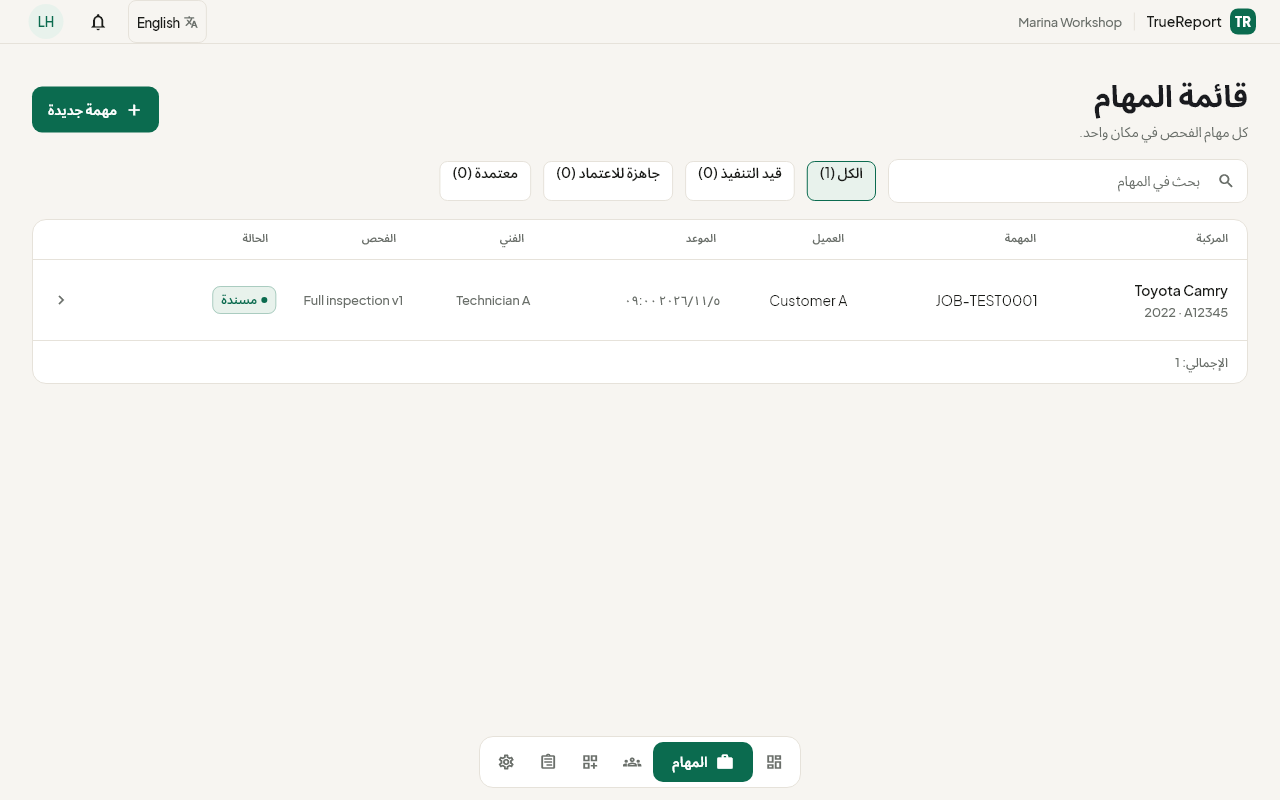 TR TrueReport Marina Workshop English LH
قائمة المهام
كل مهام الفحص في مكان واحد.
+ مهمة جديدة
بحث في المهام الكل (1) قيد التنفيذ (0) جاهزة للاعتماد (0) معتمدة (0)
المركبة المهمة العميل الموعد الفني الفحص الحالة
Toyota Camry
2022 · A12345
JOB-TEST0001 Customer A ٥‏/١١‏/٢٠٢٦ ٠٩:٠٠ Technician A Full inspection v1 مسندة
الإجمالي: 1
المهام